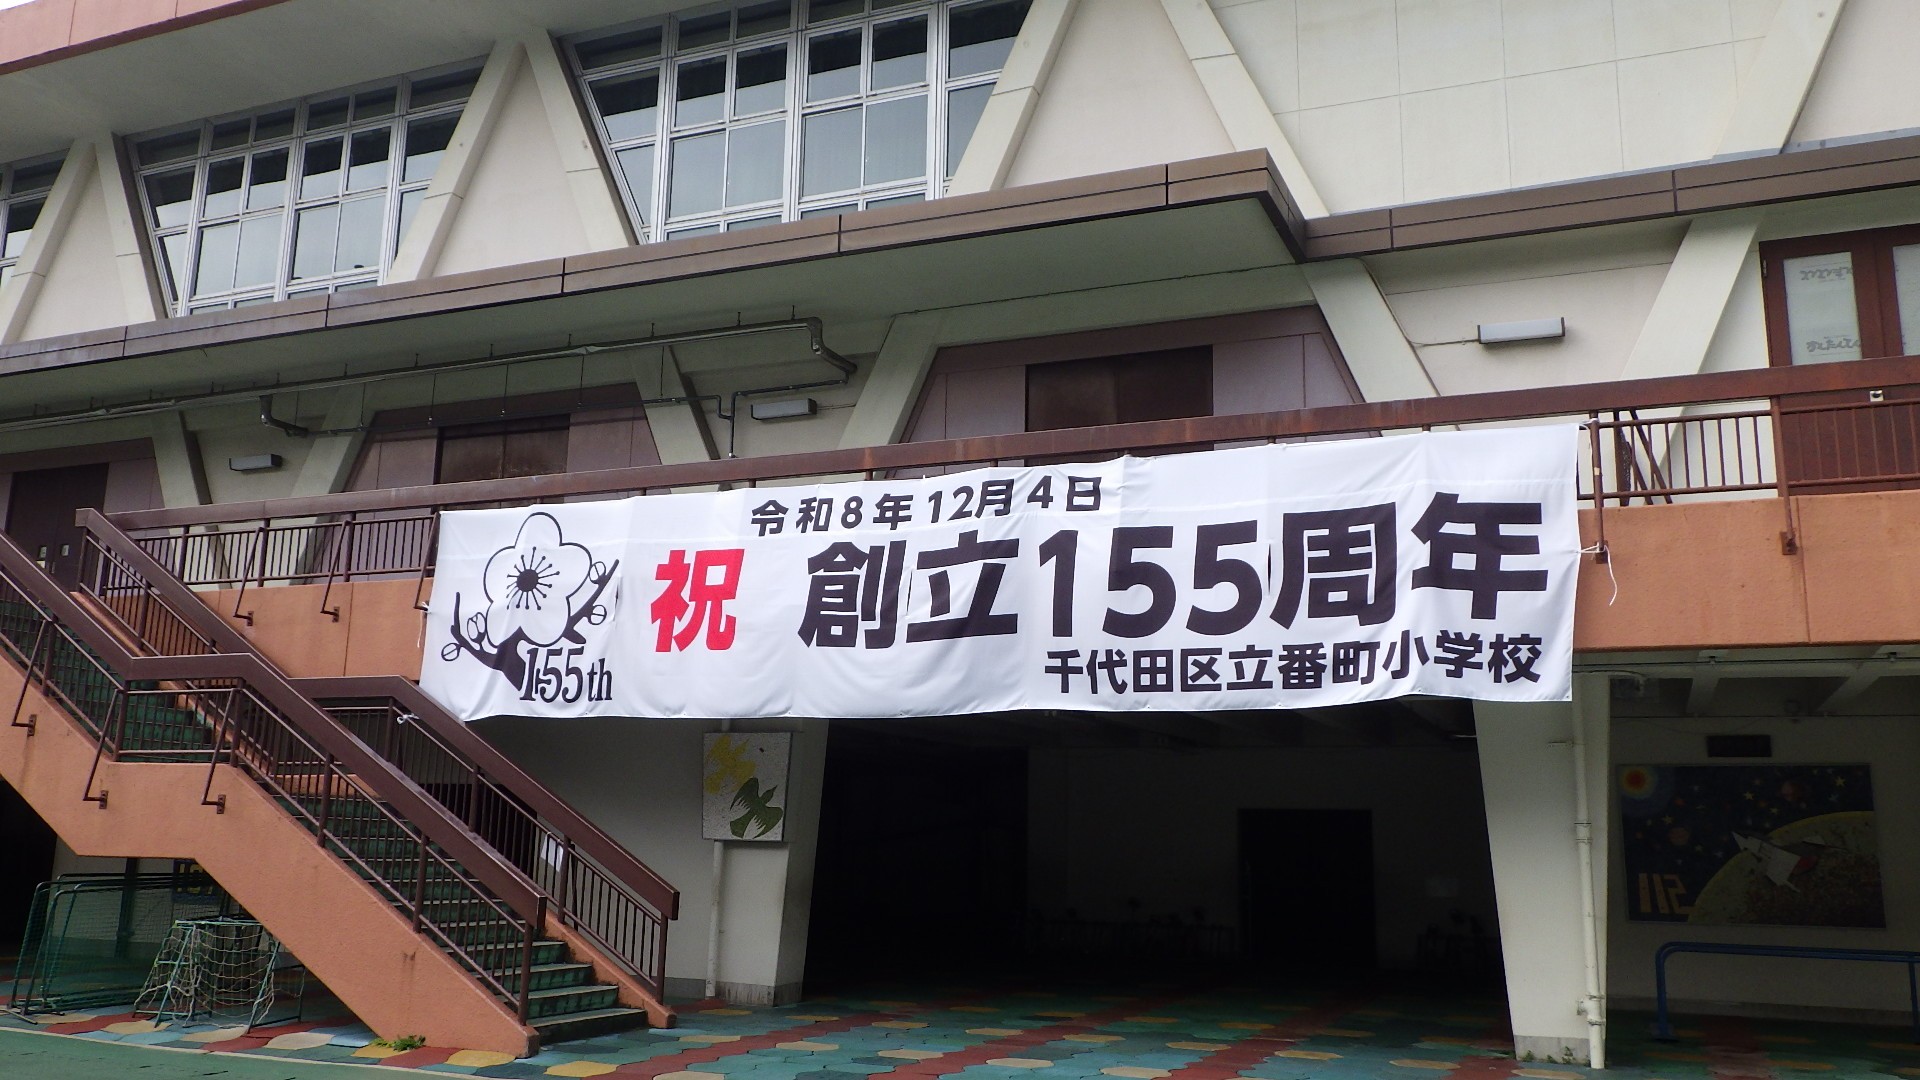 令和8年12月4日
祝 創立155周年
千代田区立番町小学校
155th
112